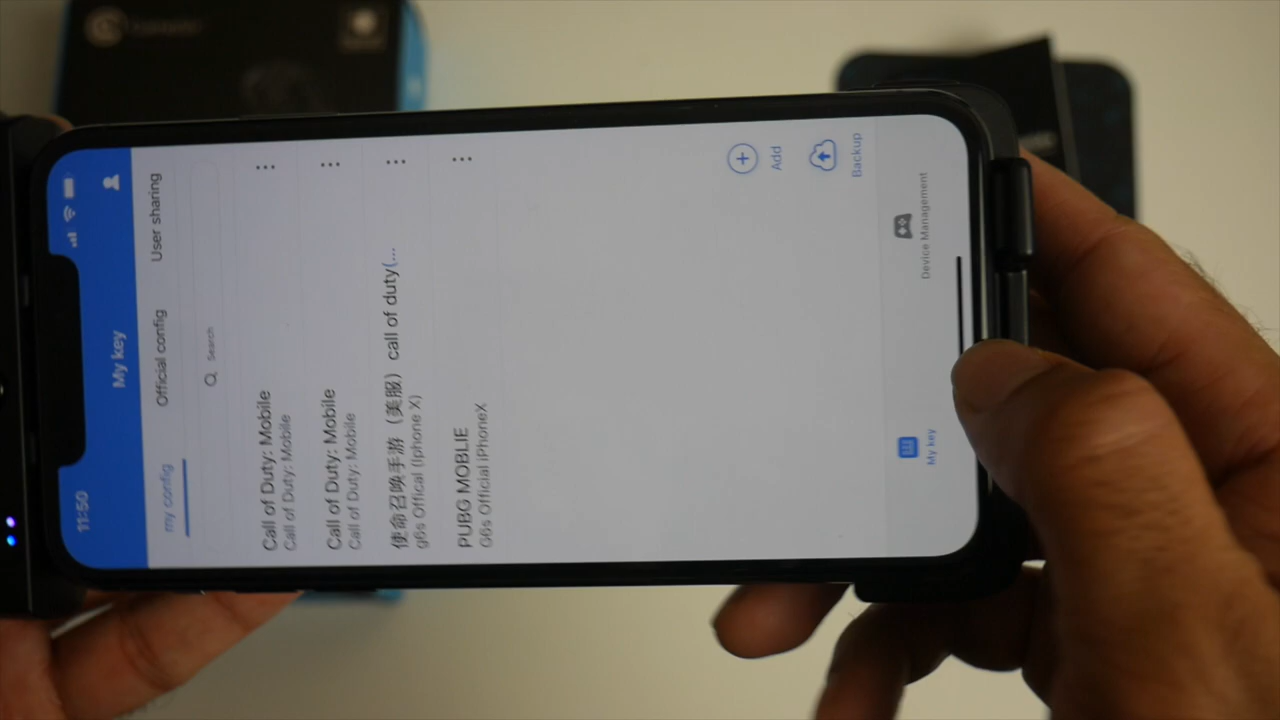 11:50
My key
my config
Official config
User sharing
Search
Call of Duty: Mobile
Call of Duty: Mobile
Call of Duty: Mobile
Call of Duty: Mobile
使命召唤手游（美服）call of duty(...
g6s Offical (Iphone X)
PUBG MOBLIE
G6s Official iPhoneX
Add
Backup
My key
Device Management